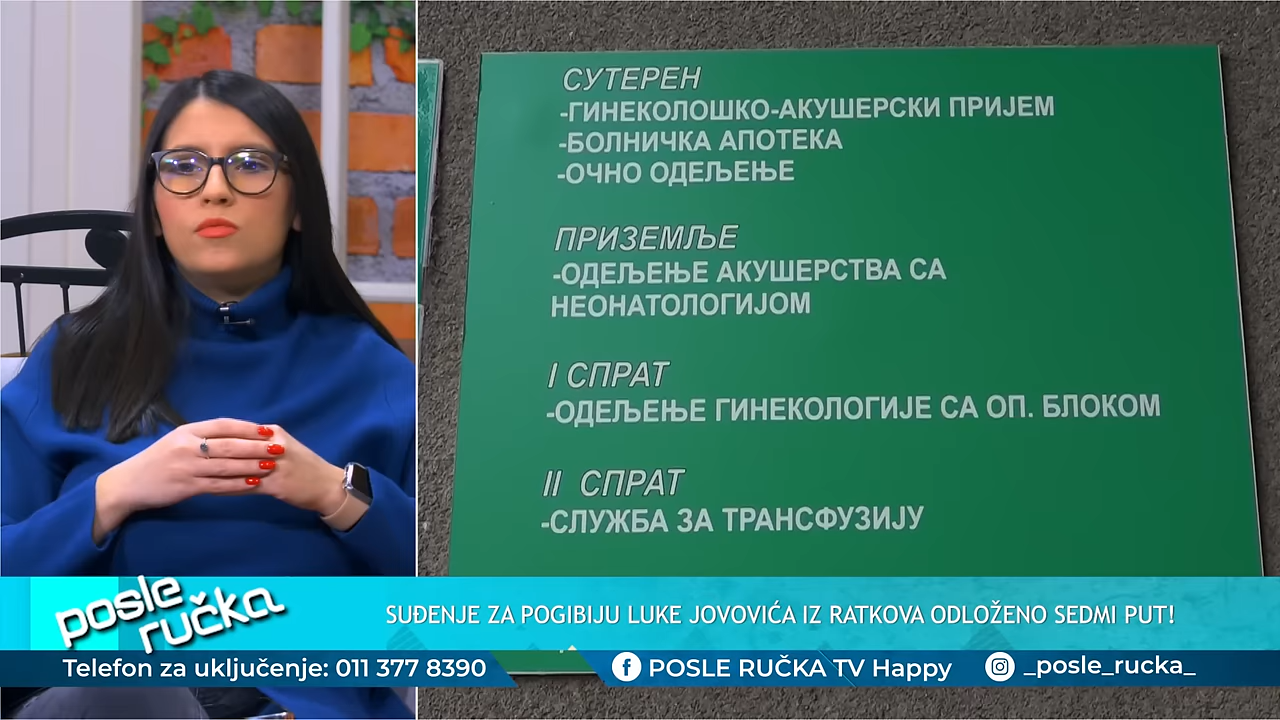 СУТЕРЕН
-ГИНЕКОЛОШКО-АКУШЕРСКИ ПРИЈЕМ
-БОЛНИЧКА АПОТЕКА
-ОЧНО ОДЕЉЕЊЕ
ПРИЗЕМЉЕ
-ОДЕЉЕЊЕ АКУШЕРСТВА СА
НЕОНАТОЛОГИЈОМ
I СПРАТ
-ОДЕЉЕЊЕ ГИНЕКОЛОГИЈЕ СА ОП. БЛОКОМ
II СПРАТ
-СЛУЖБА ЗА ТРАНСФУЗИЈУ
posle
ručka
SUĐENJE ZA POGIBIJU LUKE JOVOVIĆA IZ RATKOVA ODLOŽENO SEDMI PUT!
Telefon za uključenje: 011 377 8390
POSLE RUČKA TV Happy
_posle_rucka_